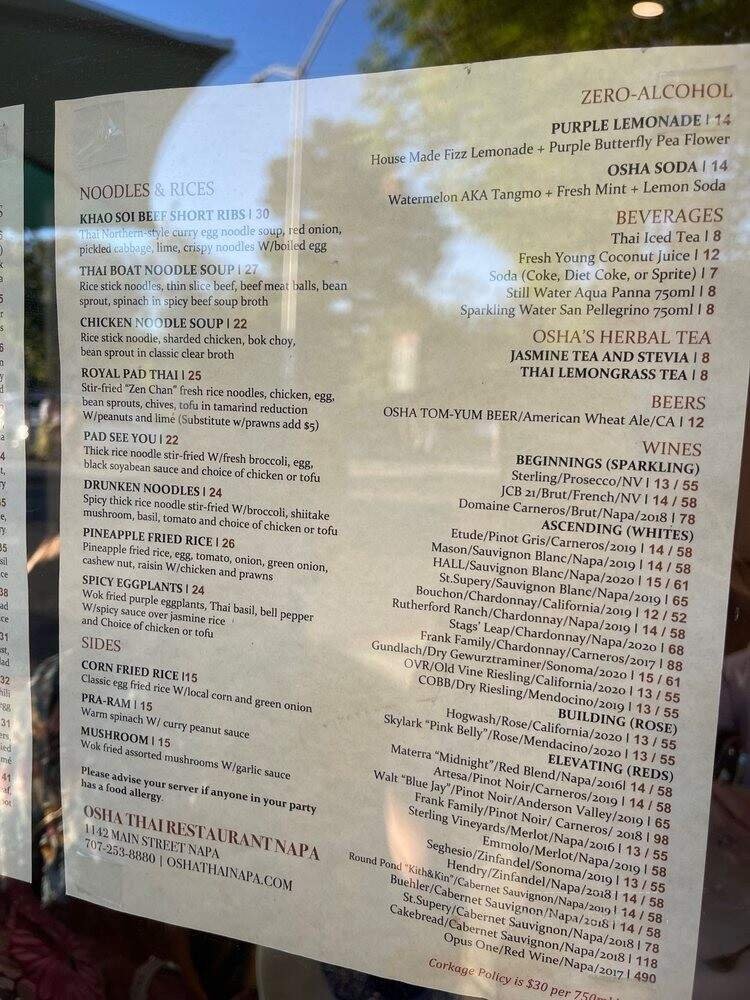 NOODLES & RICES
KHAO SOI BEEF SHORT RIBS | 30
Thai Northern-style curry egg noodle soup, red onion,
pickled cabbage, lime, crispy noodles W/boiled egg
THAI BOAT NOODLE SOUP | 27
Rice stick noodles, thin slice beef, beef meat balls, bean
sprout, spinach in spicy beef soup broth
CHICKEN NOODLE SOUP | 22
Rice stick noodle, sharded chicken, bok choy,
bean sprout in classic clear broth
ROYAL PAD THAI | 25
Stir-fried "Zen Chan" fresh rice noodles, chicken, egg,
bean sprouts, chives, tofu in tamarind reduction
W/peanuts and lime (Substitute w/prawns add $5)
PAD SEE YOU | 22
Thick rice noodle stir-fried W/fresh broccoli, egg,
black soyabean sauce and choice of chicken or tofu
DRUNKEN NOODLES | 24
Spicy thick rice noodle stir-fried W/broccoli, shiitake
mushroom, basil, tomato and choice of chicken or tofu
PINEAPPLE FRIED RICE | 26
Pineapple fried rice, egg, tomato, onion, green onion,
cashew nut, raisin W/chicken and prawns
SPICY EGGPLANTS | 24
Wok fried purple eggplants, Thai basil, bell pepper
W/spicy sauce over jasmine rice
and Choice of chicken or tofu
SIDES
CORN FRIED RICE |15
Classic egg fried rice W/local corn and green onion
PRA-RAM | 15
Warm spinach W/ curry peanut sauce
MUSHROOM | 15
Wok fried assorted mushrooms W/garlic sauce
Please advise your server if anyone in your party
has a food allergy.
OSHA THAI RESTAURANT NAPA
1142 MAIN STREET NAPA
707-253-8880 | OSHATHAINAPA.COM
ZERO-ALCOHOL
PURPLE LEMONADE | 14
House Made Fizz Lemonade + Purple Butterfly Pea Flower
OSHA SODA | 14
Watermelon AKA Tangmo + Fresh Mint + Lemon Soda
BEVERAGES
Thai Iced Tea | 8
Fresh Young Coconut Juice | 12
Soda (Coke, Diet Coke, or Sprite) | 7
Still Water Aqua Panna 750ml | 8
Sparkling Water San Pellegrino 750ml | 8
OSHA'S HERBAL TEA
JASMINE TEA AND STEVIA | 8
THAI LEMONGRASS TEA | 8
BEERS
OSHA TOM-YUM BEER/American Wheat Ale/CA | 12
WINES
BEGINNINGS (SPARKLING)
Sterling/Prosecco/NV | 13 / 55
JCB 21/Brut/French/NV | 14 / 58
Domaine Carneros/Brut/Napa/2018 | 78
ASCENDING (WHITES)
Etude/Pinot Gris/Carneros/2019 | 14 / 58
Mason/Sauvignon Blanc/Napa/2019 | 14 / 58
HALL/Sauvignon Blanc/Napa/2020 | 15 / 61
St.Supery/Sauvignon Blanc/Napa/2019 | 65
Bouchon/Chardonnay/California/2019 | 12 / 52
Rutherford Ranch/Chardonnay/Napa/2019 | 14 / 58
Stags' Leap/Chardonnay/Napa/2020 | 68
Frank Family/Chardonnay/Carneros/2017 | 88
Gundlach/Dry Gewurztraminer/Sonoma/2020 | 15 / 61
OVR/Old Vine Riesling/California/2020 | 13 / 55
COBB/Dry Riesling/Mendocino/2019 | 13 / 55
BUILDING (ROSE)
Hogwash/Rose/California/2020 | 13 / 55
Skylark "Pink Belly"/Rose/Mendacino/2020 | 13 / 55
ELEVATING (REDS)
Materra "Midnight"/Red Blend/Napa/2016| 14 / 58
Artesa/Pinot Noir/Carneros/2019 | 14 / 58
Walt "Blue Jay"/Pinot Noir/Anderson Valley/2019 | 65
Frank Family/Pinot Noir/ Carneros/ 2018 | 98
Sterling Vineyards/Merlot/Napa/2016 | 13 / 55
Emmolo/Merlot/Napa/2019 | 58
Seghesio/Zinfandel/Sonoma/2019 | 13 / 55
Hendry/Zinfandel/Napa/2018 | 14 / 58
Round Pond "Kith&Kin"/Cabernet Sauvignon/Napa/2019 | 14 / 58
Buehler/Cabernet Sauvignon/Napa/2018 | 14 / 58
St.Supery/Cabernet Sauvignon/Napa/2018 | 78
Cakebread/Cabernet Sauvignon/Napa/2018 | 118
Opus One/Red Wine/Napa/2017 | 490
Corkage Policy is $30 per